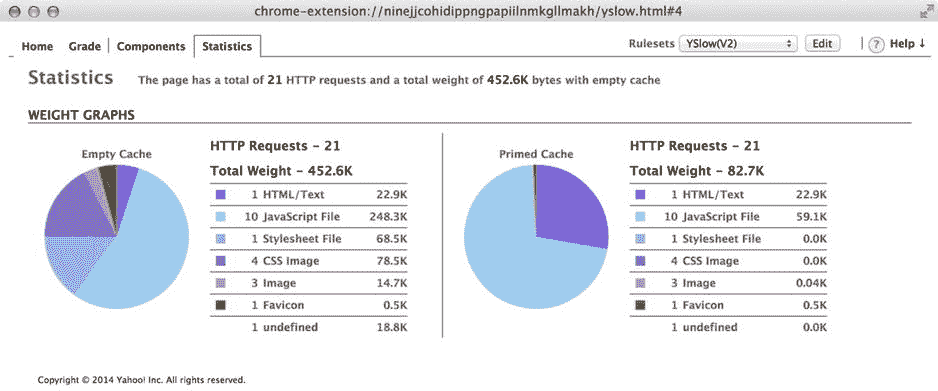 chrome-extension://ninejjcohidippngpapiilnmkgllmakh/yslow.html#4
Home Grade Components Statistics Rulesets YSlow(V2) Edit ? Help ↓
Statistics The page has a total of 21 HTTP requests and a total weight of 452.6K bytes with empty cache
WEIGHT GRAPHS
Empty Cache
HTTP Requests - 21
Total Weight - 452.6K
1 HTML/Text 22.9K
10 JavaScript File 248.3K
1 Stylesheet File 68.5K
4 CSS Image 78.5K
3 Image 14.7K
1 Favicon 0.5K
1 undefined 18.8K
Primed Cache
HTTP Requests - 21
Total Weight - 82.7K
1 HTML/Text 22.9K
10 JavaScript File 59.1K
1 Stylesheet File 0.0K
4 CSS Image 0.0K
3 Image 0.04K
1 Favicon 0.5K
1 undefined 0.0K
Copyright © 2014 Yahoo! Inc. All rights reserved.